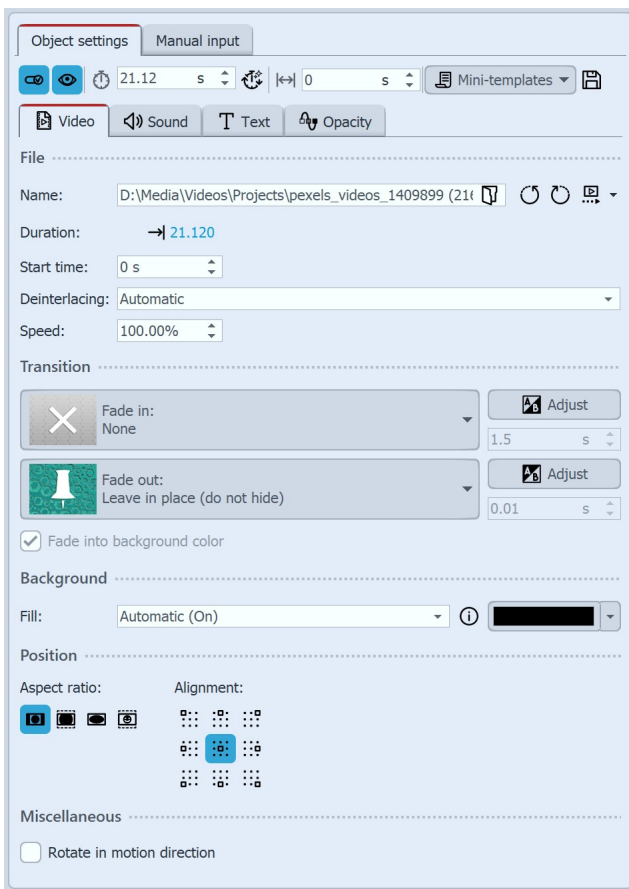 Object settings Manual input
21.12 s 0 s Mini-templates
Video Sound Text Opacity
File
Name: D:\Media\Videos\Projects\pexels_videos_1409899 (216
Duration: 21.120
Start time: 0 s
Deinterlacing: Automatic
Speed: 100.00%
Transition
Fade in:
None
Adjust
1.5 s
Fade out:
Leave in place (do not hide)
Adjust
0.01 s
Fade into background color
Background
Fill: Automatic (On)
Position
Aspect ratio: Alignment:
Miscellaneous
Rotate in motion direction